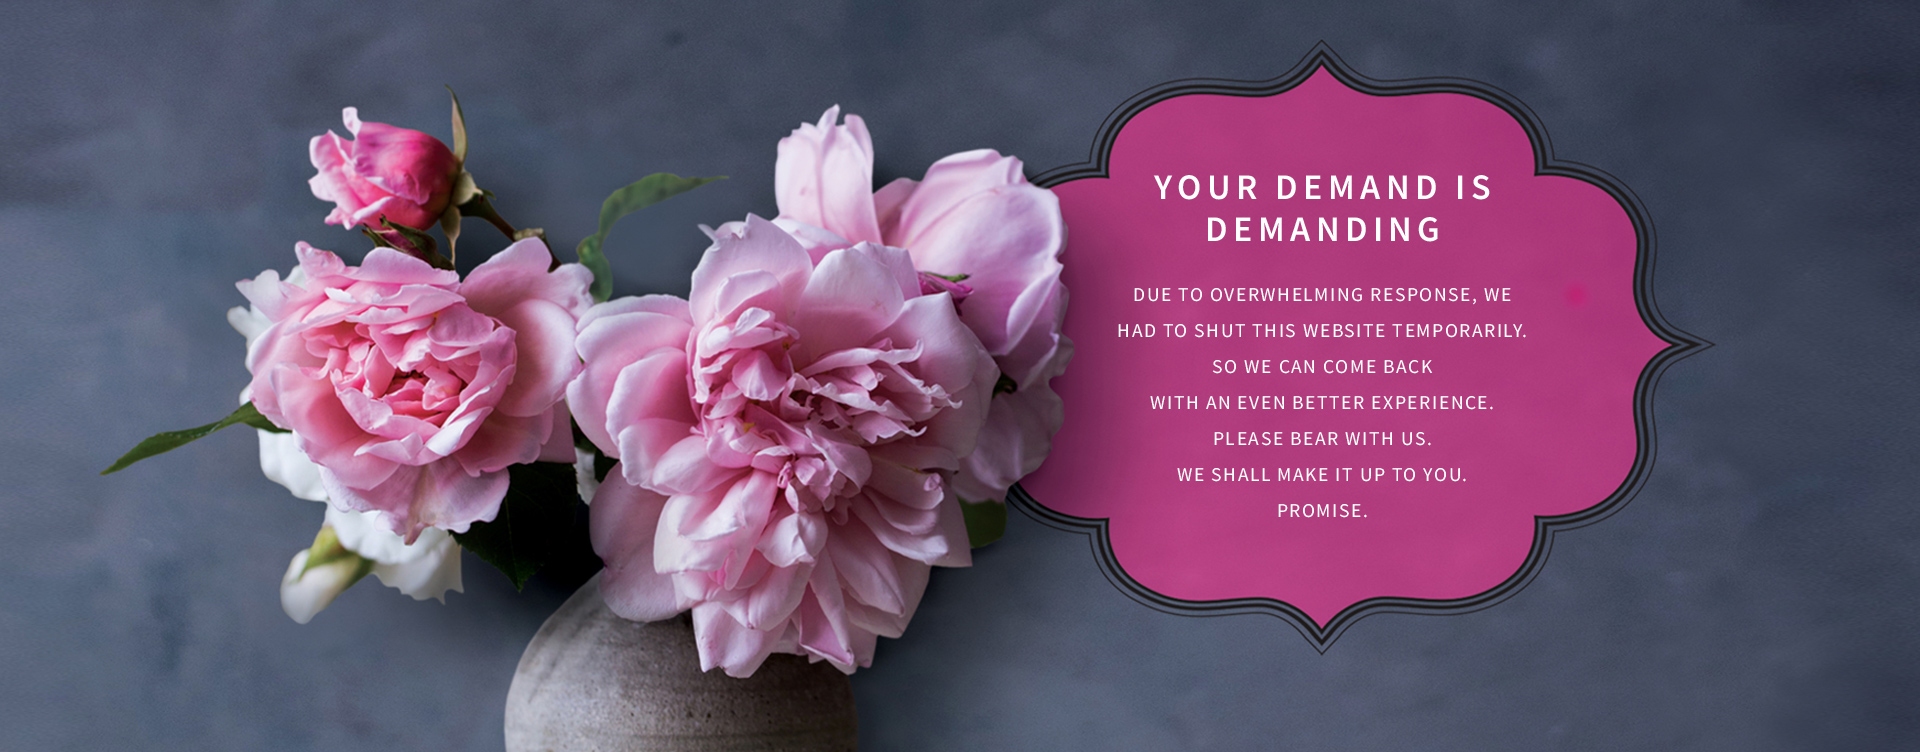 YOUR DEMAND IS
DEMANDING
DUE TO OVERWHELMING RESPONSE, WE
HAD TO SHUT THIS WEBSITE TEMPORARILY.
SO WE CAN COME BACK
WITH AN EVEN BETTER EXPERIENCE.
PLEASE BEAR WITH US.
WE SHALL MAKE IT UP TO YOU.
PROMISE.